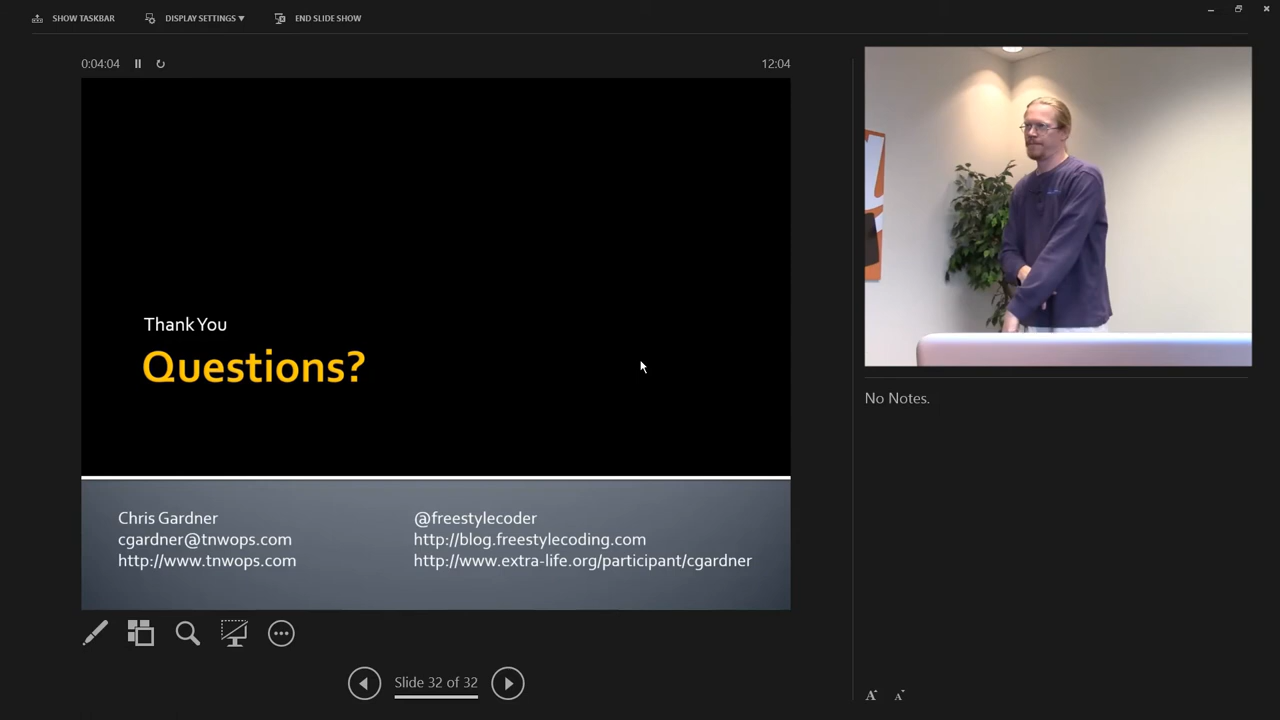 SHOW TASKBAR
DISPLAY SETTINGS
END SLIDE SHOW
0:04:04
12:04
Thank You
Questions?
Chris Gardner
cgardner@tnwops.com
http://www.tnwops.com
@freestylecoder
http://blog.freestylecoding.com
http://www.extra-life.org/participant/cgardner
No Notes.
Slide 32 of 32
A
A